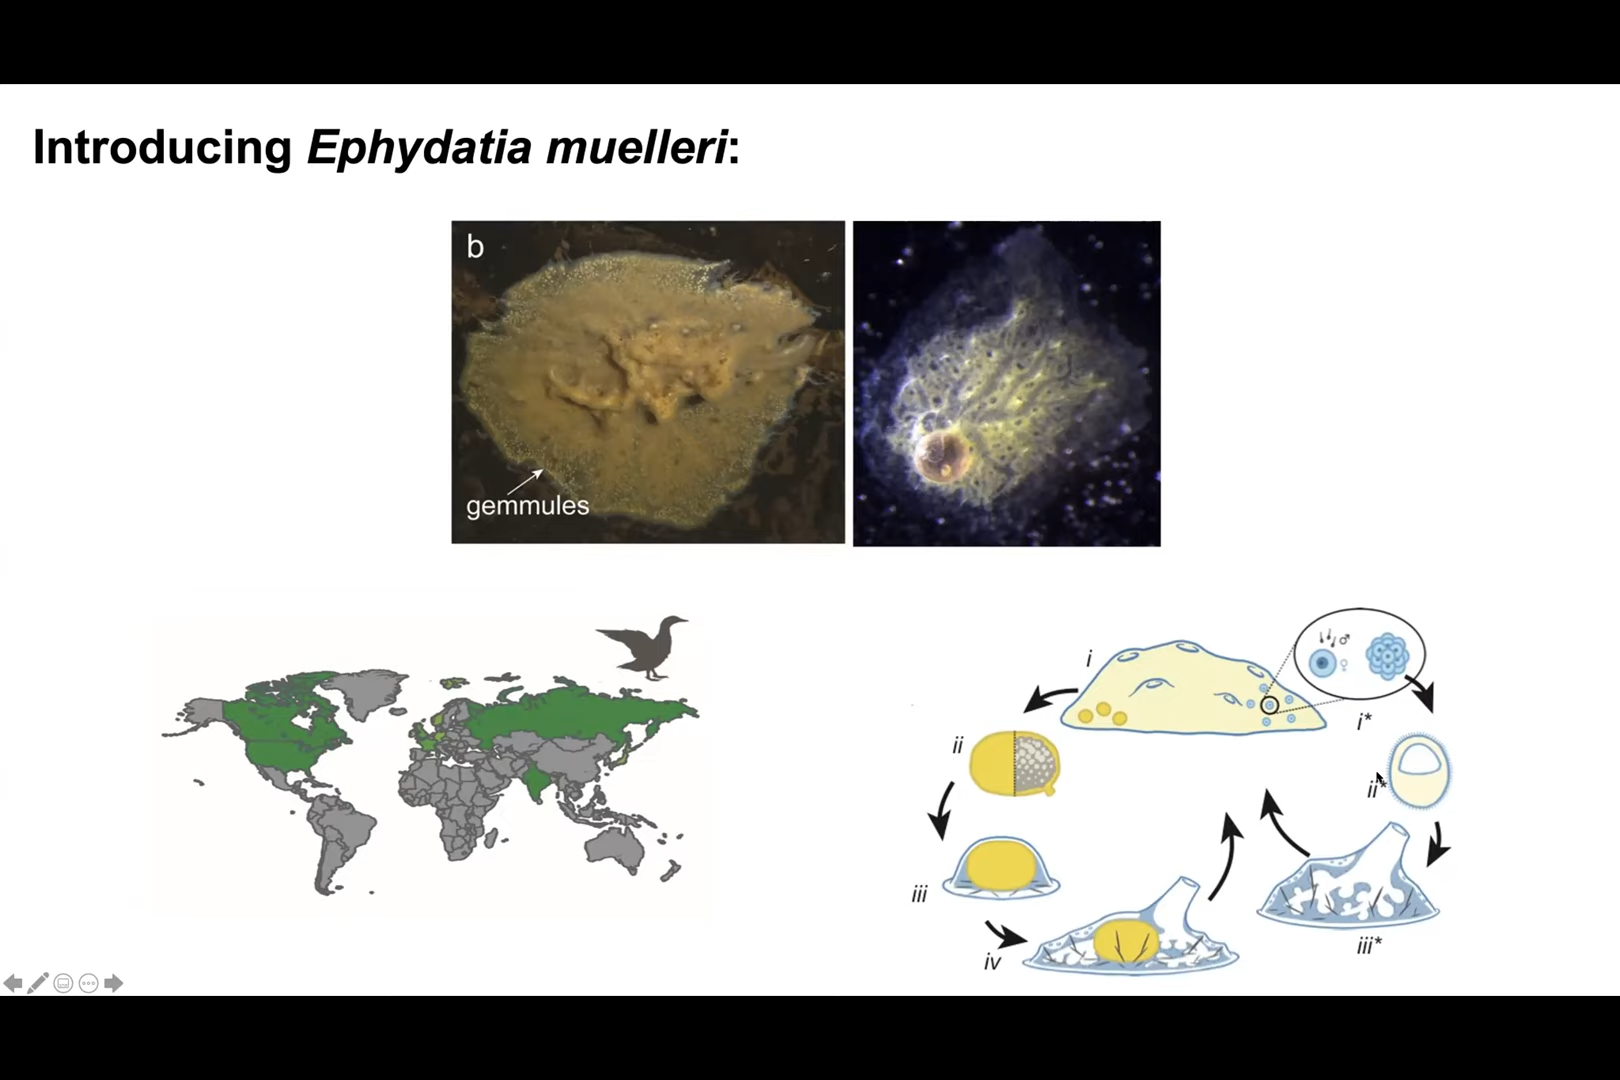 Introducing Ephydatia muelleri:
b
gemmules
i
i*
ii
ii*
iii
iii*
iv